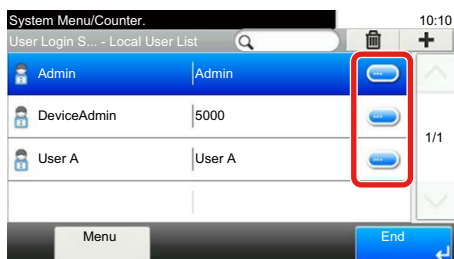 System Menu/Counter. 10:10
User Login S... - Local User List
Admin Admin
DeviceAdmin 5000
1/1
User A User A
Menu End